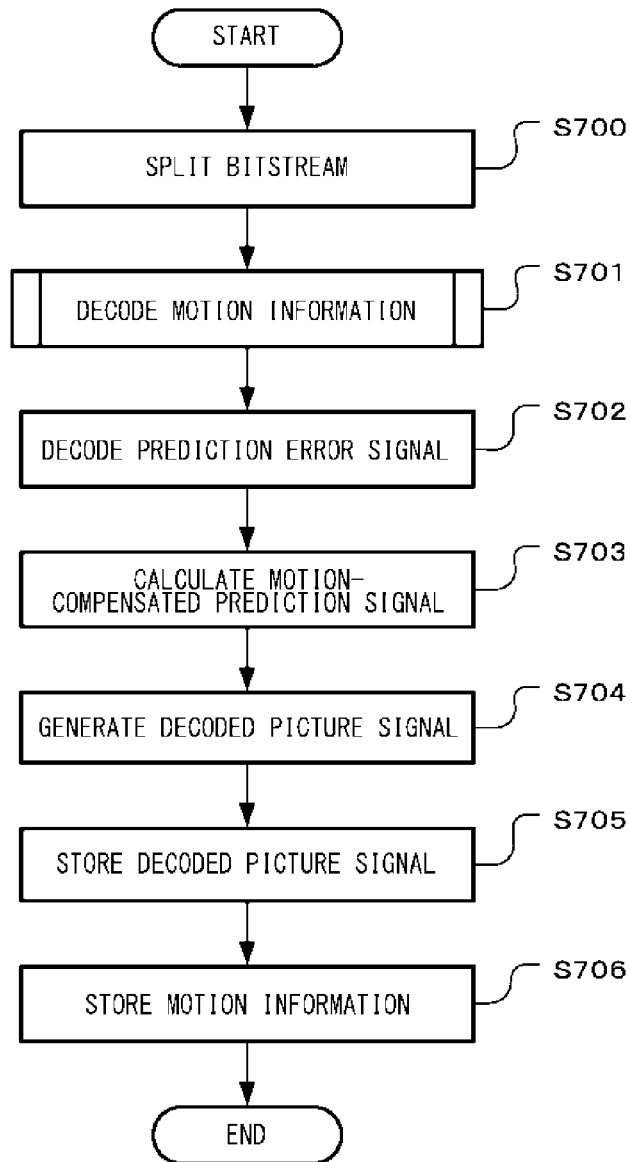 START
S700
SPLIT BITSTREAM
S701
DECODE MOTION INFORMATION
S702
DECODE PREDICTION ERROR SIGNAL
S703
CALCULATE MOTION-
COMPENSATED PREDICTION SIGNAL
S704
GENERATE DECODED PICTURE SIGNAL
S705
STORE DECODED PICTURE SIGNAL
S706
STORE MOTION INFORMATION
END